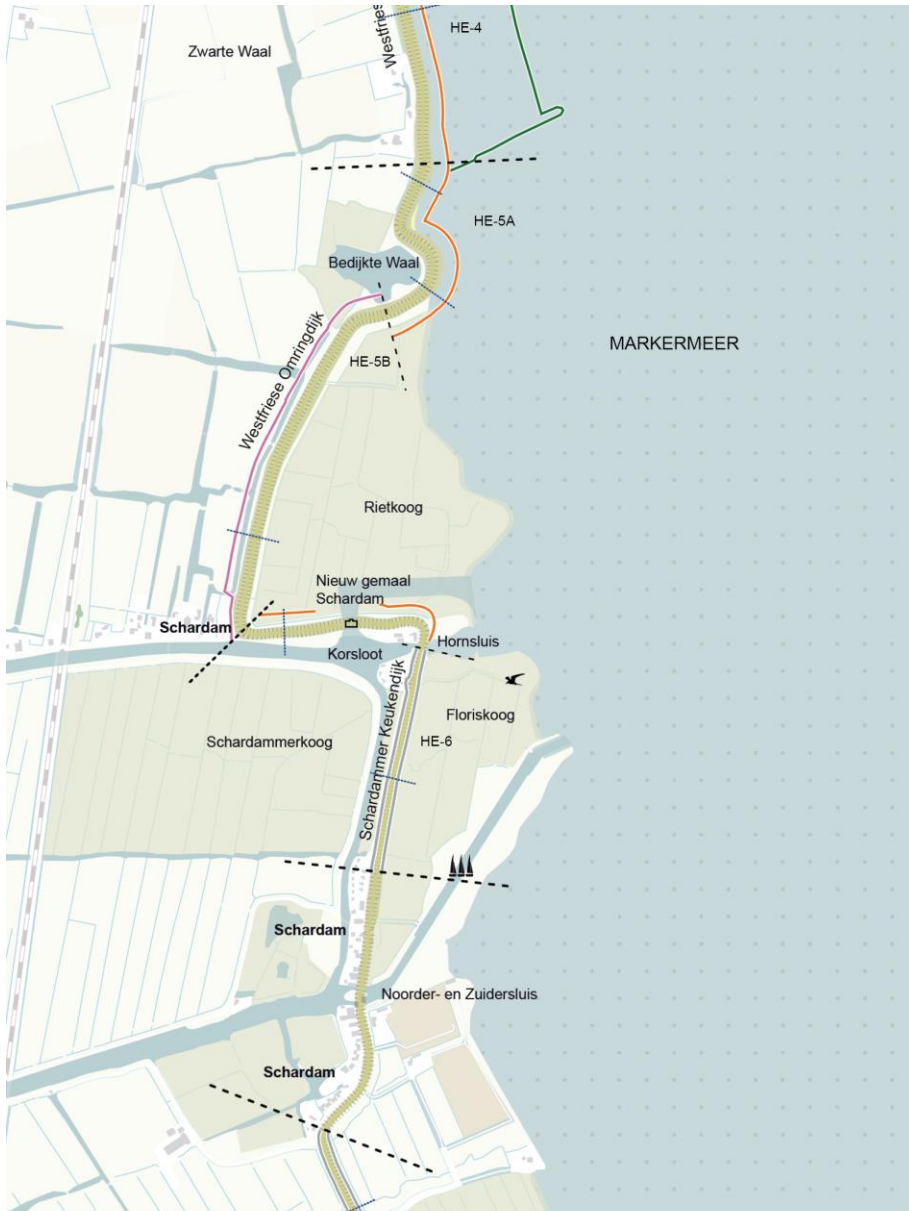 HE-4
Westfries
Zwarte Waal
HE-5A
Bedijkte Waal
MARKERMEER
HE-5B
Westfriese Omringdijk
Rietkoog
Nieuw gemaal
Schardam
Schardam
Hornsluis
Korsloot
Floriskoog
Schardammerkoog
HE-6
Schardammer Keukendijk
Schardam
Noorder- en Zuidersluis
Schardam